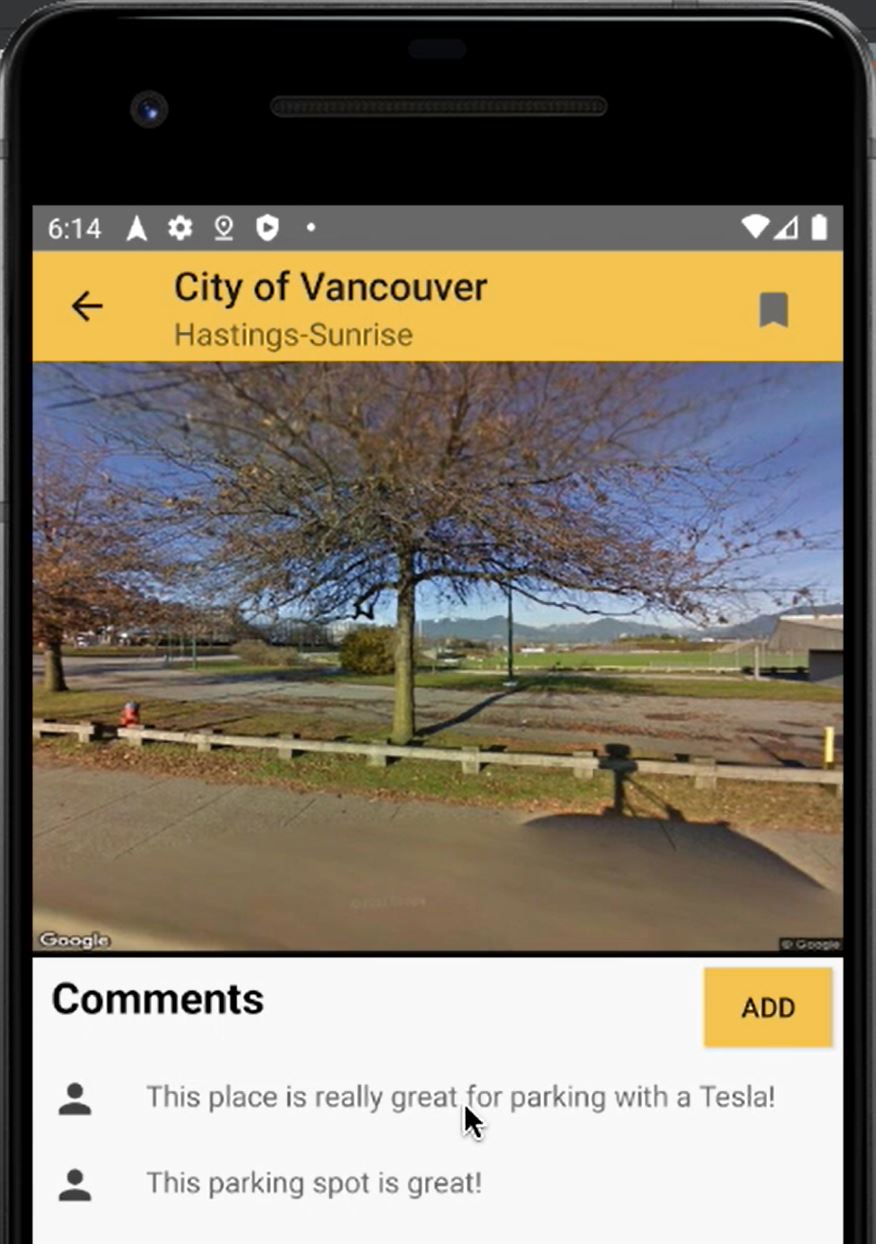 6:14
City of Vancouver
Hastings-Sunrise
Google
© Google
Comments
ADD
This place is really great for parking with a Tesla!
This parking spot is great!